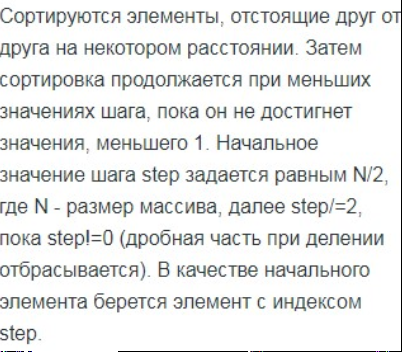 Сортируются элементы, отстоящие друг от
друга на некотором расстоянии. Затем
сортировка продолжается при меньших
значениях шага, пока он не достигнет
значения, меньшего 1. Начальное
значение шага step задается равным N/2,
где N - размер массива, далее step/=2,
пока step!=0 (дробная часть при делении
отбрасывается). В качестве начального
элемента берется элемент с индексом
step.